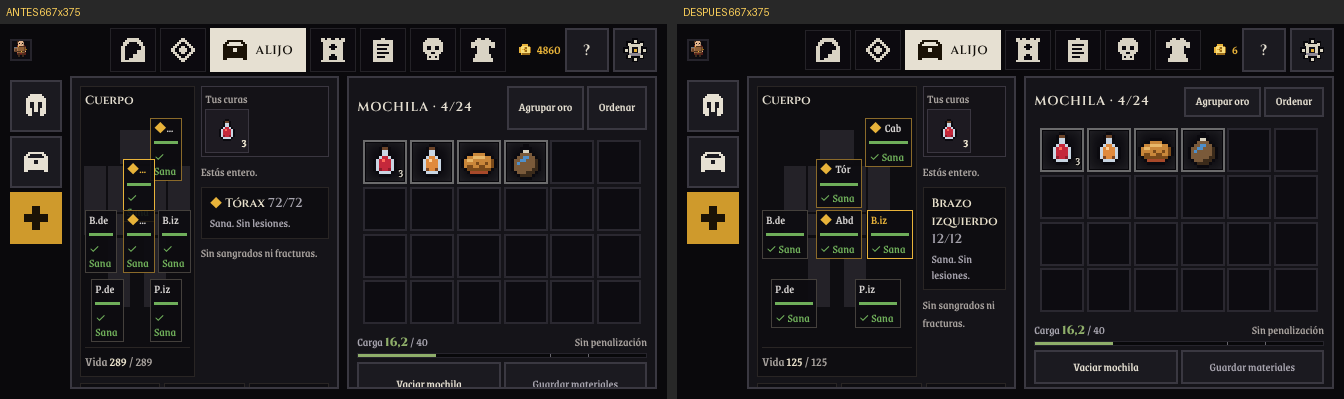 ANTES 667x375
ALIJO
4860
?
CUERPO
...
Sana
...
B.de
Sana
...
Sana
B.iz
Sana
P.de
Sana
P.iz
Sana
Vida 289 / 289
Tus curas
3
Estás entero.
TÓRAX 72/72
Sana. Sin lesiones.
Sin sangrados ni fracturas.
MOCHILA · 4/24
Agrupar oro
Ordenar
3
Carga 16,2 / 40
Sin penalización
Vaciar mochila
Guardar materiales
DESPUES 667x375
ALIJO
6
?
CUERPO
Cab
Sana
Tór
Sana
B.de
Sana
Abd
Sana
B.iz
Sana
P.de
Sana
P.iz
Sana
Vida 125 / 125
Tus curas
3
Estás entero.
BRAZO
IZQUIERDO
12/12
Sana. Sin
lesiones.
Sin sangrados ni
fracturas.
MOCHILA · 4/24
Agrupar oro
Ordenar
3
Carga 16,2 / 40
Sin penalización
Vaciar mochila
Guardar materiales